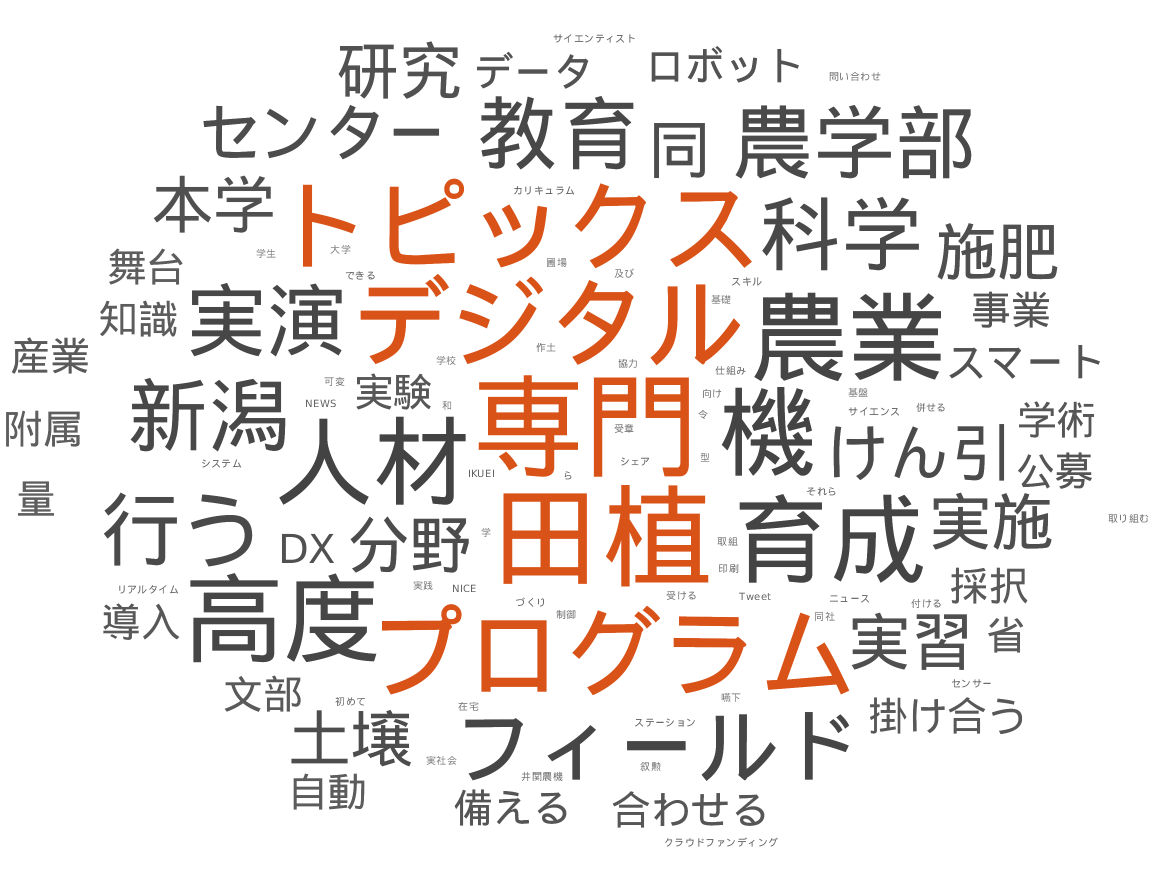 サイエンティスト
研究 データ ロボット 問い合わせ
センター 教育 同 農学部
本学 トピックス カリキュラム 科学 施肥
学生 大学 圃場 及び
舞台 できる スキル
知識 実演 デジタル 基礎 農業 事業
産業 学校 作土 協力 仕組み スマート
新潟 可変 実験 専門 向け 基盤
附属 NEWS 和 受章 令 機 サイエンス 併せる 学術
システム 人材 IKUEI ら シェア 型 けん引 公募
量 それら
行う DX 分野 学 田植 取組 育成 実施 取り組む
印刷
リアルタイム 実践 NICE づくり 受ける Tweet ニュース 付ける 採択
導入 高度 プログラム 制御 同社 実習 省
文部 初めて 在宅 嚥下 センサー
土壌 フィールド ステーション 掛け合う
実社会 井関農機 叙勲
自動 備える 合わせる
クラウドファンディング